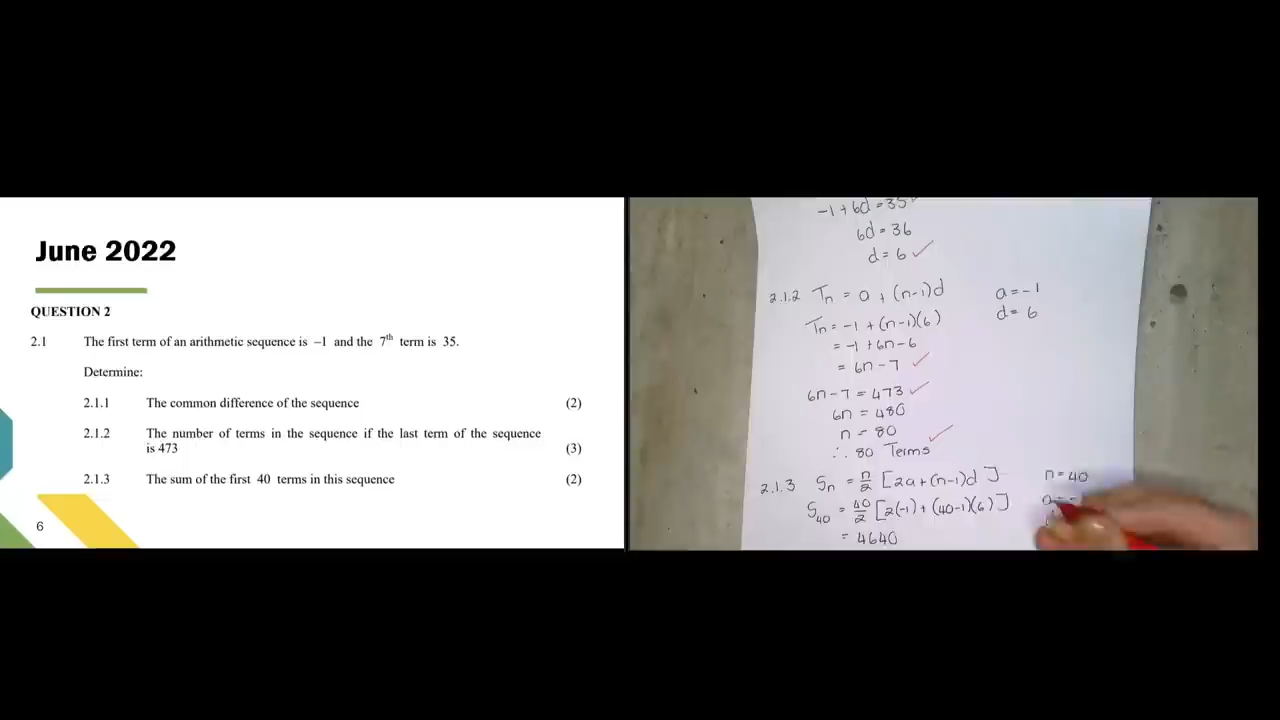 June 2022
QUESTION 2
2.1 The first term of an arithmetic sequence is −1 and the 7th term is 35.
Determine:
2.1.1 The common difference of the sequence (2)
2.1.2 The number of terms in the sequence if the last term of the sequence
is 473 (3)
2.1.3 The sum of the first 40 terms in this sequence (2)
6
-1 + 6d = 35
6d = 36
d = 6 ✓
2.1.2 Tn = a + (n-1)d a = -1
d = 6
Tn = -1 + (n-1)(6)
= -1 + 6n - 6
= 6n - 7 ✓
6n - 7 = 473 ✓
6n = 480
n = 80
∴ 80 Terms ✓
2.1.3 Sn = n/2 [2a + (n-1)d] n = 40
S40 = 40/2 [2(-1) + (40-1)(6)] a = -
= 4640